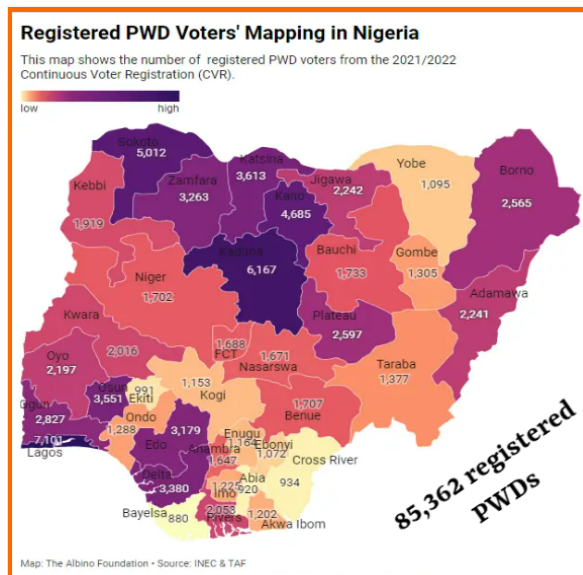 Registered PWD Voters' Mapping in Nigeria
This map shows the number of registered PWD voters from the 2021/2022
Continuous Voter Registration (CVR).
low high
Sokoto
5,012
Katsina
3,613
Yobe
1,095
Borno
2,565
Kebbi
1,919
Zamfara
3,263
Jigawa
2,242
Kano
4,685
Kaduna
6,167
Bauchi
1,733
Gombe
1,305
Niger
1,702
Adamawa
2,241
Plateau
2,597
Kwara
2,016
1,688
FCT
1,671
Nasarswa
Taraba
1,377
Oyo
2,197
Osun
3,551
991
Ekiti
1,153
Kogi
1,707
Benue
Ogun
2,827
Ondo
1,288
Edo
3,179
Enugu
1,164
Ebonyi
1,072
Anambra
1,647
7,101
Lagos
Cross River
934
Delta
3,380
1,225
Imo
Abia
920
Bayelsa
880
2,053
Rivers
1,202
Akwa Ibom
85,362 registered
PWDs
Map: The Albino Foundation • Source: INEC & TAF